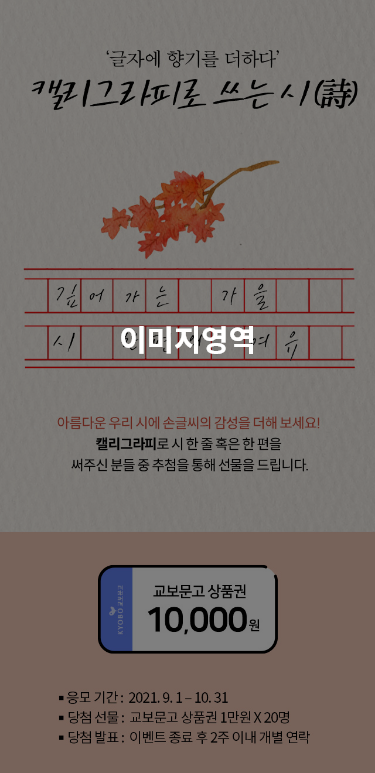 ‘글자에 향기를 더하다’
캘리그라피로 쓰는 시(詩)
깊어가는 가을
시 여유
이미지영역
아름다운 우리 시에 손글씨의 감성을 더해 보세요!
캘리그라피로 시 한 줄 혹은 한 편을
써주신 분들 중 추첨을 통해 선물을 드립니다.
교보문고 상품권
10,000원
■ 응모 기간 : 2021. 9. 1 – 10. 31
■ 당첨 선물 : 교보문고 상품권 1만원 X 20명
■ 당첨 발표 : 이벤트 종료 후 2주 이내 개별 연락